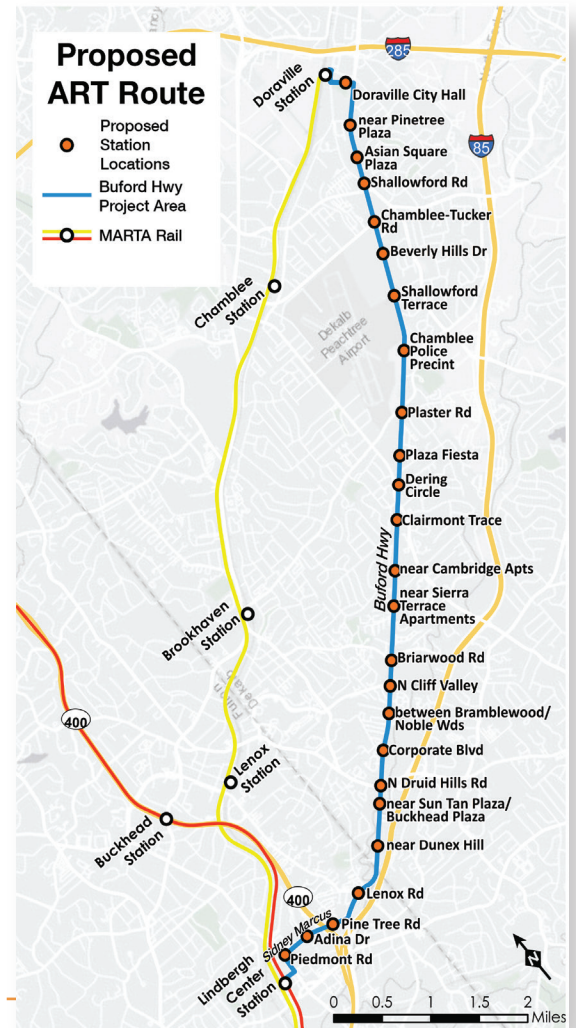 Proposed
ART Route
Proposed
Station
Locations
Buford Hwy
Project Area
MARTA Rail
285
85
Doraville
Station
Doraville City Hall
near Pinetree
Plaza
Asian Square
Plaza
Shallowford Rd
Chamblee-Tucker
Rd
Beverly Hills Dr
Shallowford
Terrace
Chamblee
Station
Dekalb
Peachtree
Airport
Chamblee
Police
Precint
Plaster Rd
Plaza Fiesta
Dering
Circle
Clairmont Trace
Buford Hwy
near Cambridge Apts
near Sierra
Terrace
Apartments
Brookhaven
Station
Briarwood Rd
N Cliff Valley
Fulton
Dekalb
between Bramblewood/
Noble Wds
400
Corporate Blvd
Lenox
Station
N Druid Hills Rd
near Sun Tan Plaza/
Buckhead Plaza
Buckhead
Station
near Dunex Hill
400
Lenox Rd
Sidney Marcus
Pine Tree Rd
Adina Dr
Piedmont Rd
Lindbergh
Center
Station
N
0 0.5 1 1.5 2
Miles